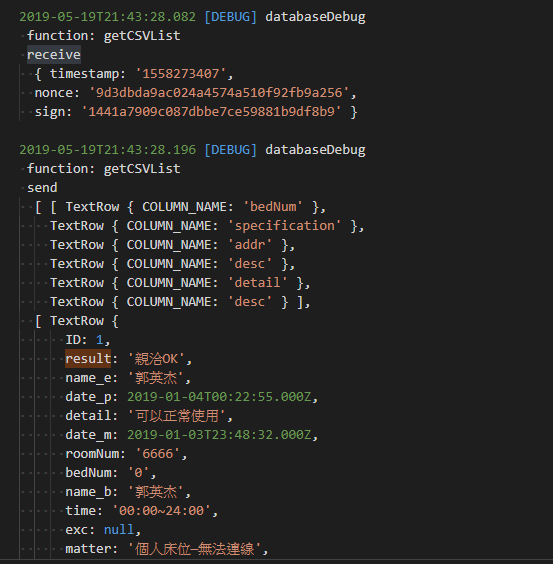 2019-05-19T21:43:28.082 [DEBUG] databaseDebug
function: getCSVList
receive
{ timestamp: '1558273407',
nonce: '9d3dbda9ac024a4574a510f92fb9a256',
sign: '1441a7909c087dbbe7ce59881b9df8b9' }
2019-05-19T21:43:28.196 [DEBUG] databaseDebug
function: getCSVList
send
[ [ TextRow { COLUMN_NAME: 'bedNum' },
TextRow { COLUMN_NAME: 'specification' },
TextRow { COLUMN_NAME: 'addr' },
TextRow { COLUMN_NAME: 'desc' },
TextRow { COLUMN_NAME: 'detail' },
TextRow { COLUMN_NAME: 'desc' } ],
[ TextRow {
ID: 1,
result: '親洽OK',
name_e: '郭英杰',
date_p: 2019-01-04T00:22:55.000Z,
detail: '可以正常使用',
date_m: 2019-01-03T23:48:32.000Z,
roomNum: '6666',
bedNum: '0',
name_b: '郭英杰',
time: '00:00~24:00',
exc: null,
matter: '個人床位—無法連線',